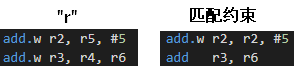 "r" 匹配约束
add.w r2, r5, #5 add.w r2, r2, #5
add.w r3, r4, r6 add r3, r6